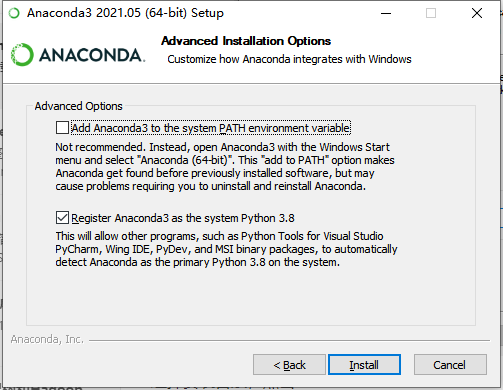 Anaconda3 2021.05 (64-bit) Setup
ANACONDA.
Advanced Installation Options
Customize how Anaconda integrates with Windows
Advanced Options
Add Anaconda3 to the system PATH environment variable
Not recommended. Instead, open Anaconda3 with the Windows Start
menu and select "Anaconda (64-bit)". This "add to PATH" option makes
Anaconda get found before previously installed software, but may
cause problems requiring you to uninstall and reinstall Anaconda.
Register Anaconda3 as the system Python 3.8
This will allow other programs, such as Python Tools for Visual Studio
PyCharm, Wing IDE, PyDev, and MSI binary packages, to automatically
detect Anaconda as the primary Python 3.8 on the system.
Anaconda, Inc.
< Back
Install
Cancel